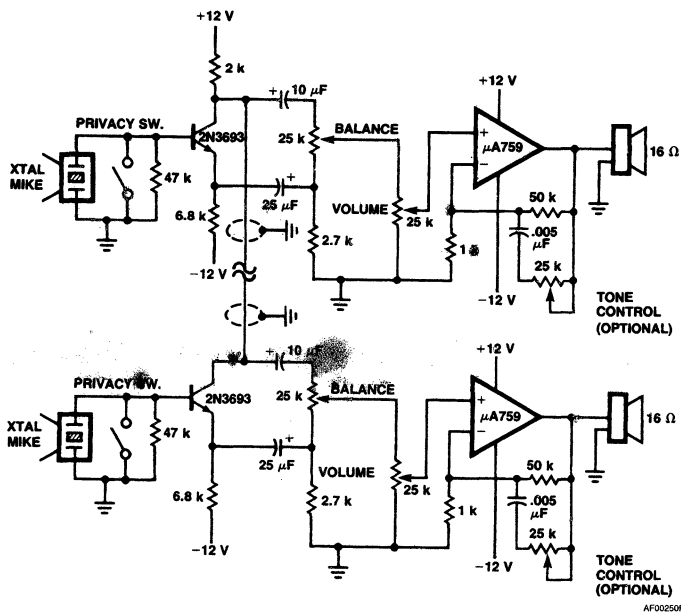 +12 V
2 k
10 µF
+
+12 V
PRIVACY SW.
2N3693
25 k
BALANCE
+
µA759
−
16 Ω
XTAL
MIKE
47 k
+
25 µF
VOLUME
25 k
50 k
6.8 k
2.7 k
1
.005
µF
25 k
−12 V
−12 V
TONE
CONTROL
(OPTIONAL)
+
10 µF
+12 V
PRIVACY SW.
2N3693
25 k
BALANCE
+
µA759
−
16 Ω
XTAL
MIKE
47 k
+
25 µF
VOLUME
25 k
50 k
6.8 k
2.7 k
1 k
.005
µF
25 k
−12 V
−12 V
TONE
CONTROL
(OPTIONAL)